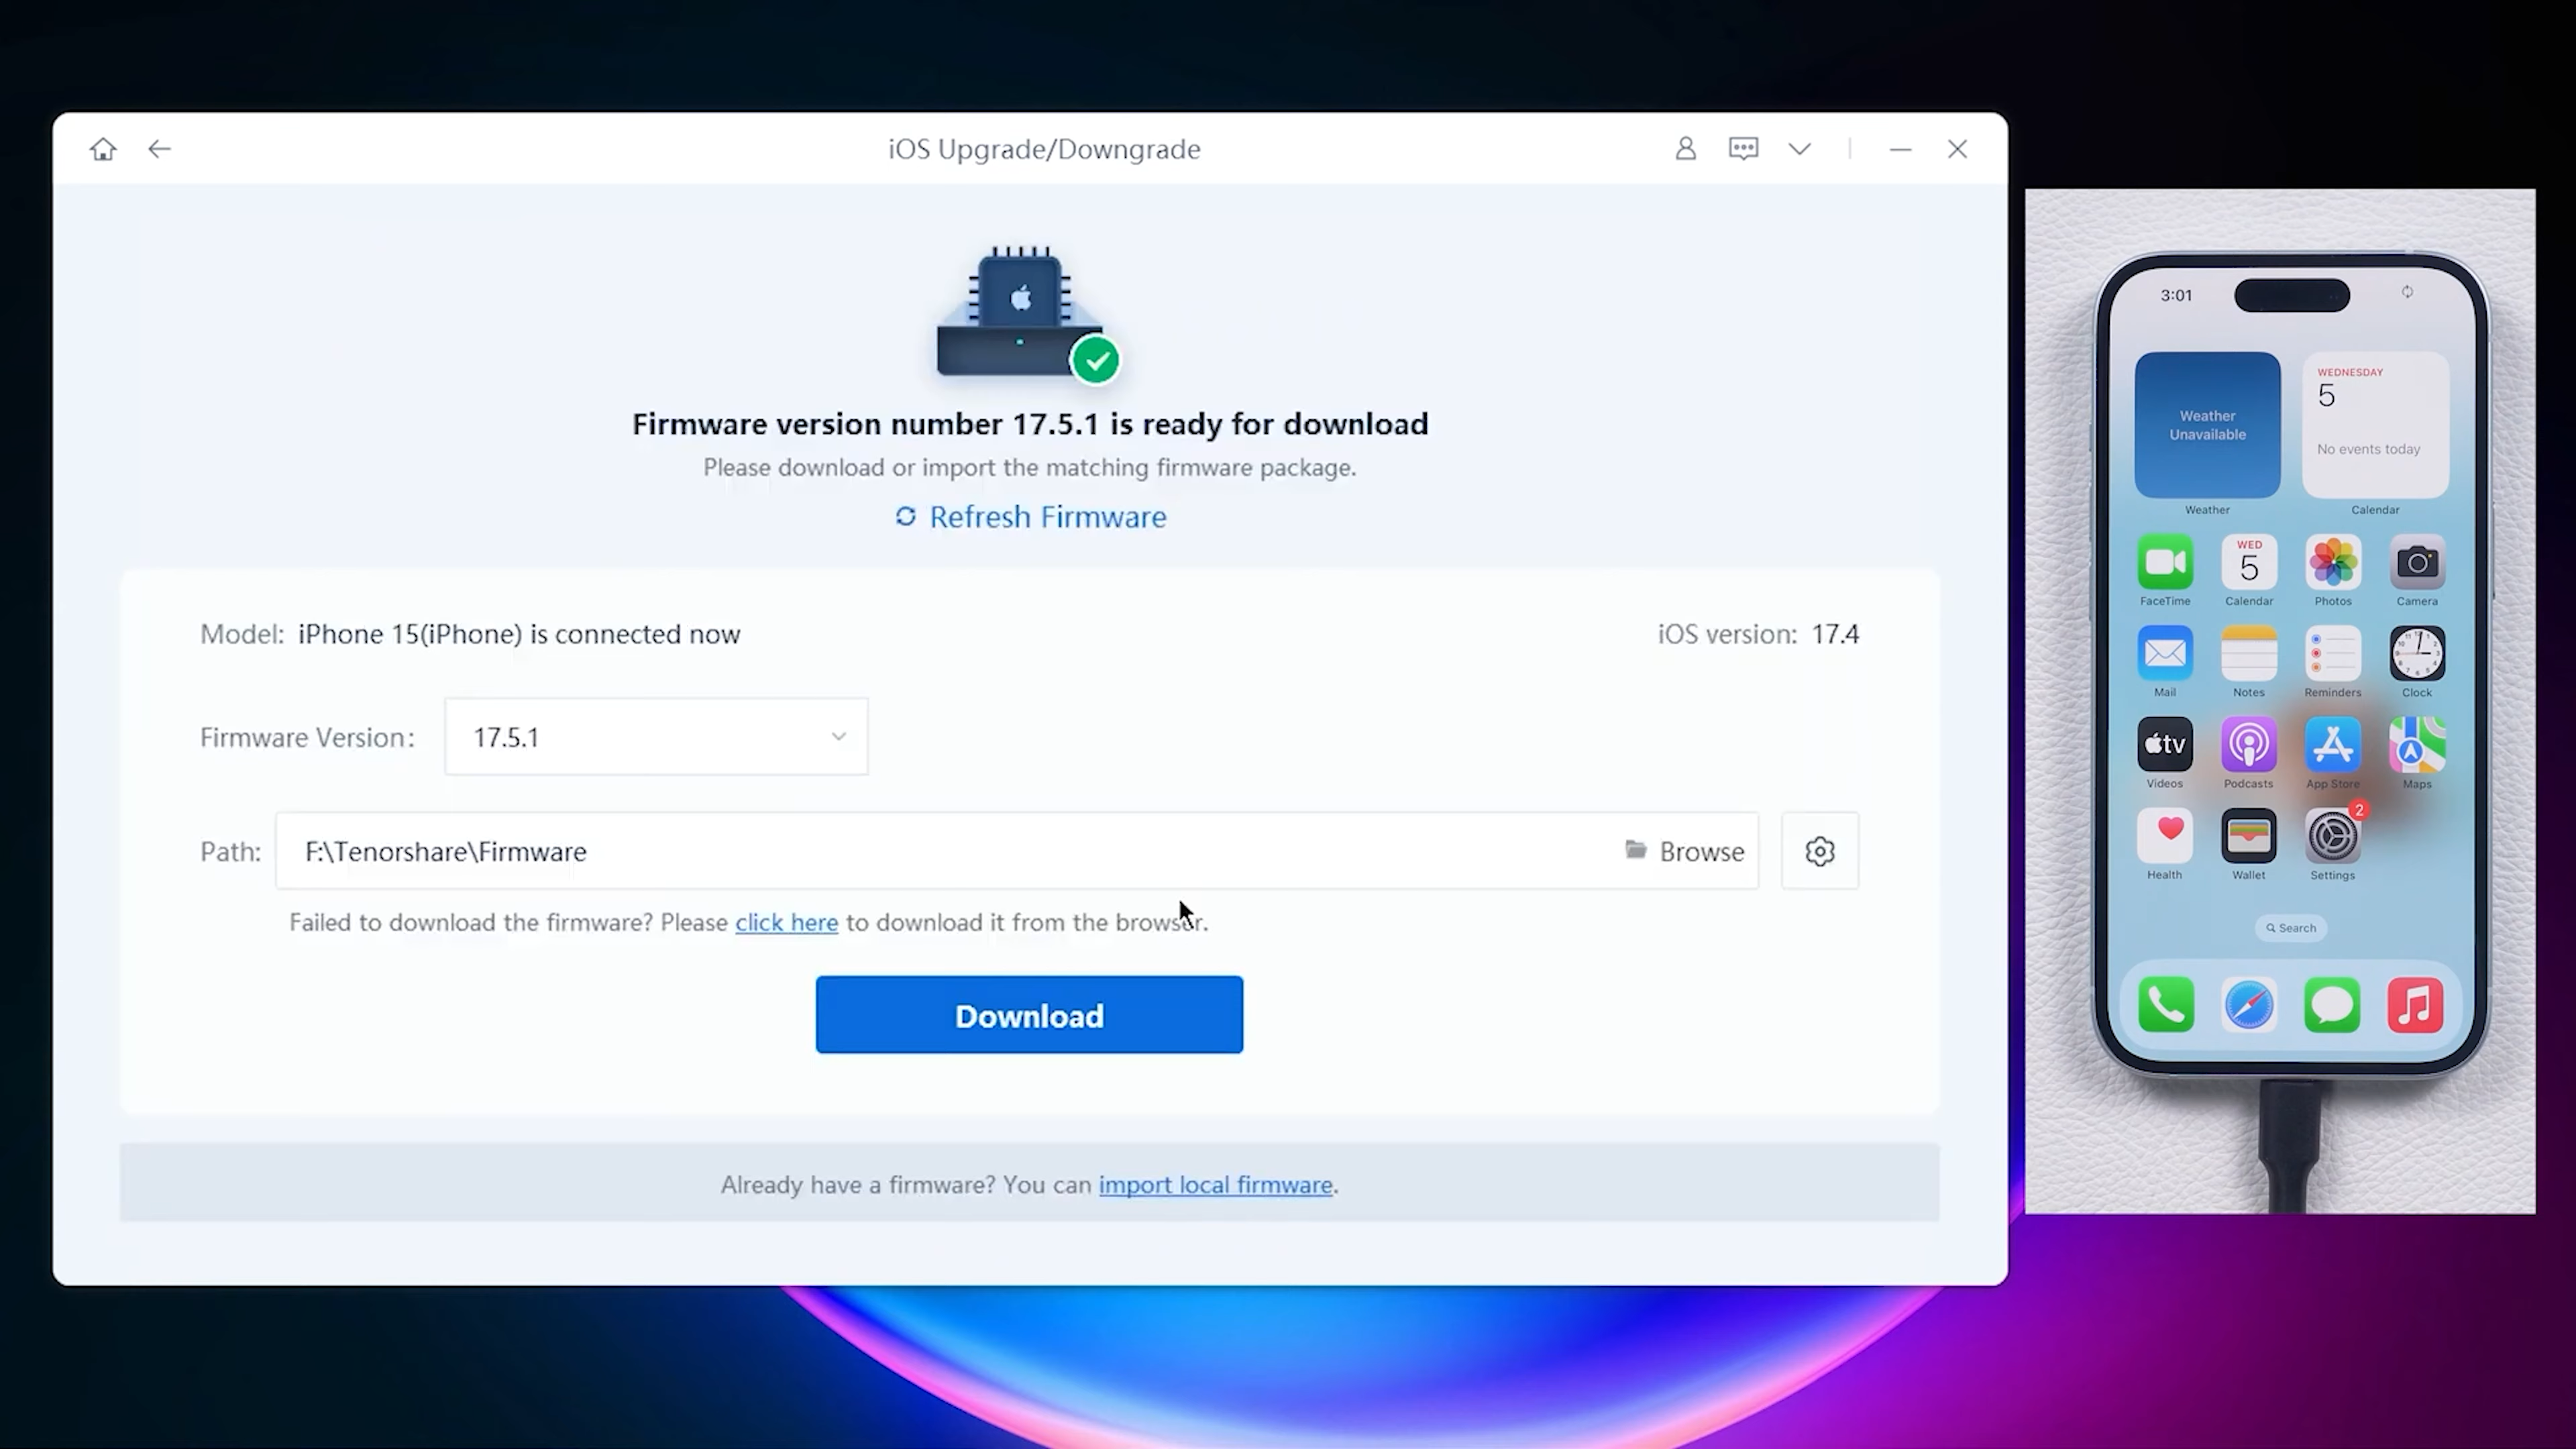 iOS Upgrade/Downgrade
Firmware version number 17.5.1 is ready for download
Please download or import the matching firmware package.
Refresh Firmware
Model: iPhone 15(iPhone) is connected now
iOS version: 17.4
Firmware Version: 17.5.1
Path: F:\Tenorshare\Firmware Browse
Failed to download the firmware? Please click here to download it from the browser.
Download
Already have a firmware? You can import local firmware.
3:01
Weather
Unavailable
WEDNESDAY
5
No events today
Weather Calendar
WED
5
FaceTime Calendar Photos Camera
Mail Notes Reminders Clock
tv
Videos Podcasts App Store Maps
2
Health Wallet Settings
Search